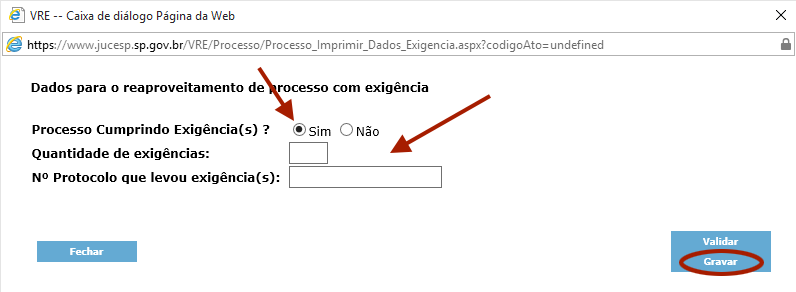 VRE -- Caixa de diálogo Página da Web
https://www.jucesp.sp.gov.br/VRE/Processo/Processo_Imprimir_Dados_Exigencia.aspx?codigoAto=undefined
Dados para o reaproveitamento de processo com exigência
Processo Cumprindo Exigência(s) ? Sim Não
Quantidade de exigências:
Nº Protocolo que levou exigência(s):
Fechar
Validar
Gravar